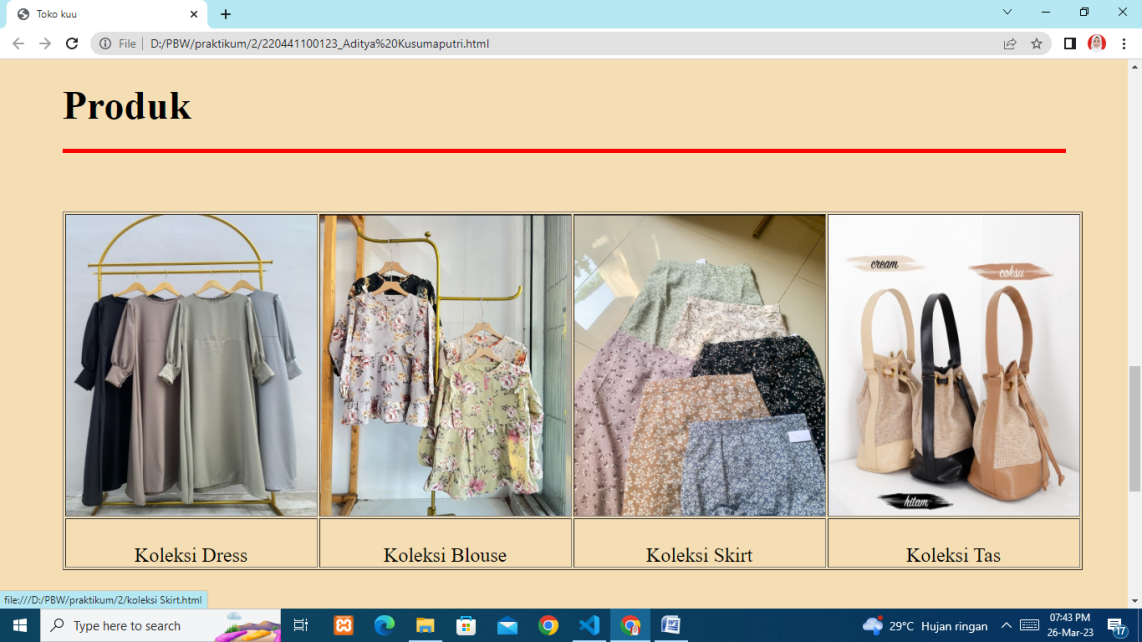 Toko kuu
File | D:/PBW/praktikum/2/220441100123_Aditya%20Kusumaputri.html
Produk
cream
coksu
hitam
Koleksi Dress
Koleksi Blouse
Koleksi Skirt
Koleksi Tas
file:///D:/PBW/praktikum/2/koleksi Skirt.html
Type here to search
29°C Hujan ringan
07:43 PM
26-Mar-23
17